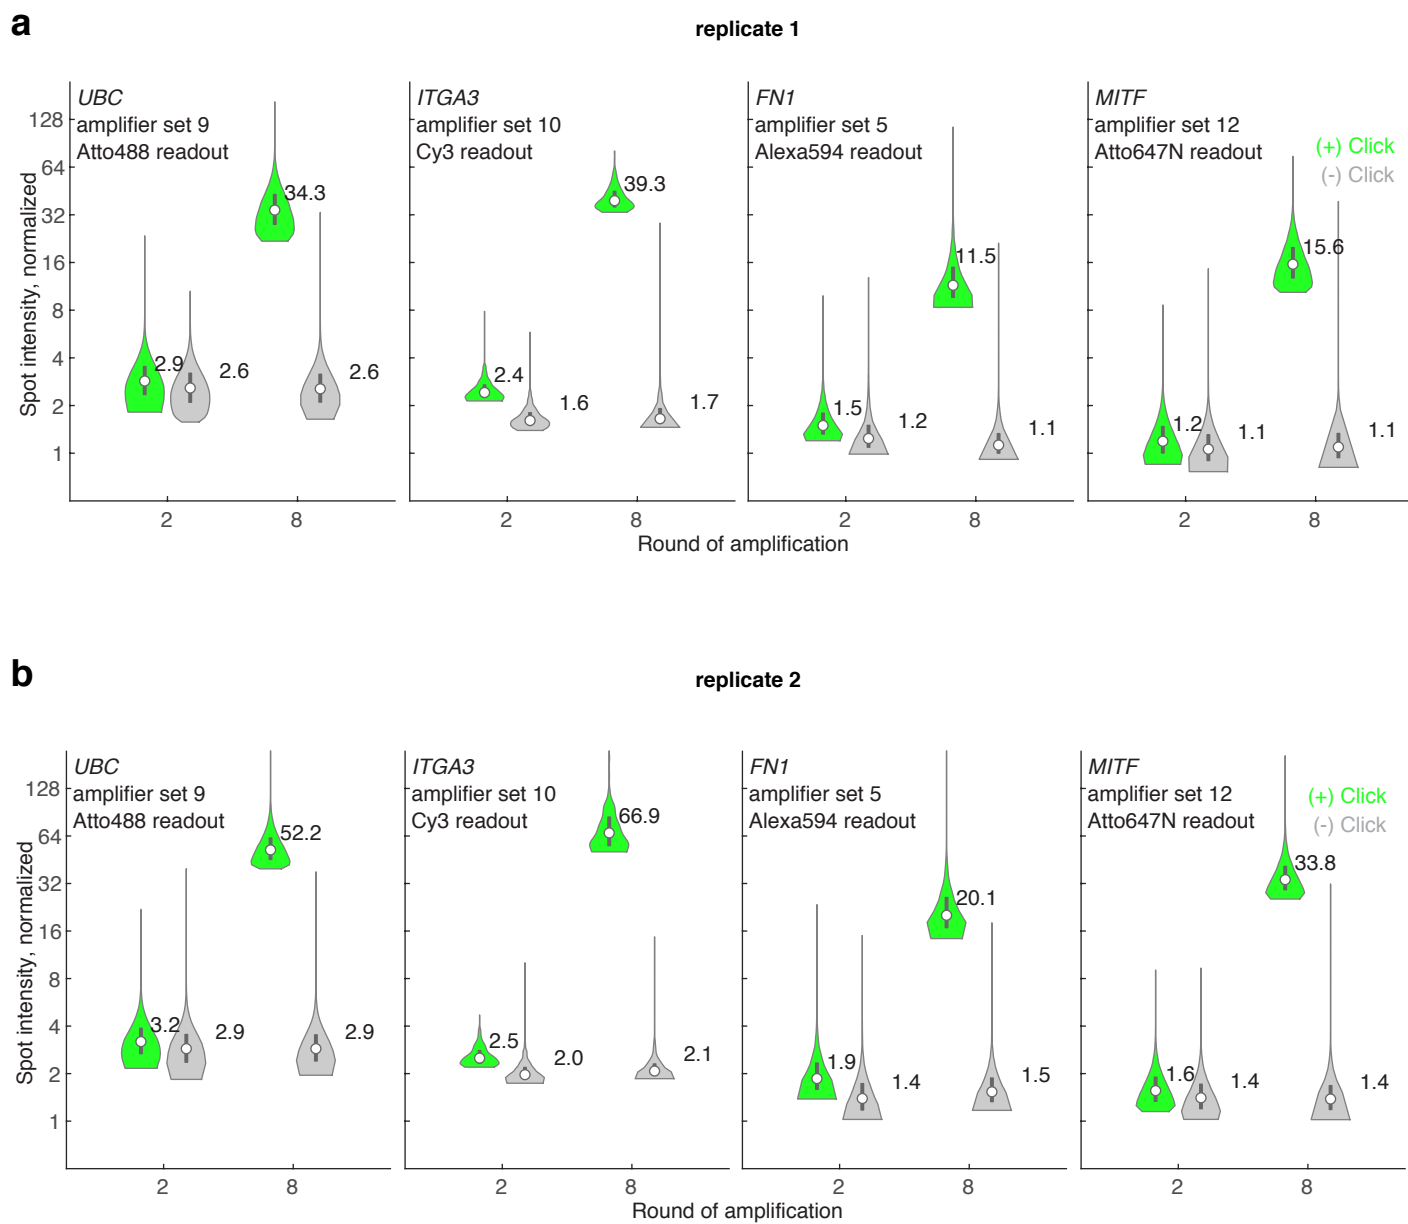 a
replicate 1
UBC
amplifier set 9
Atto488 readout
ITGA3
amplifier set 10
Cy3 readout
FN1
amplifier set 5
Alexa594 readout
MITF
amplifier set 12
Atto647N readout
(+) Click
(-) Click
Spot intensity, normalized
128
64
32
16
8
4
2
1
2.9
2.6
34.3
2.6
2.4
1.6
39.3
1.7
1.5
1.2
11.5
1.1
1.2
1.1
15.6
1.1
2 8 2 8 2 8 2 8
Round of amplification
b
replicate 2
UBC
amplifier set 9
Atto488 readout
ITGA3
amplifier set 10
Cy3 readout
FN1
amplifier set 5
Alexa594 readout
MITF
amplifier set 12
Atto647N readout
(+) Click
(-) Click
Spot intensity, normalized
128
64
32
16
8
4
2
1
3.2
2.9
52.2
2.9
2.5
2.0
66.9
2.1
1.9
1.4
20.1
1.5
1.6
1.4
33.8
1.4
2 8 2 8 2 8 2 8
Round of amplification